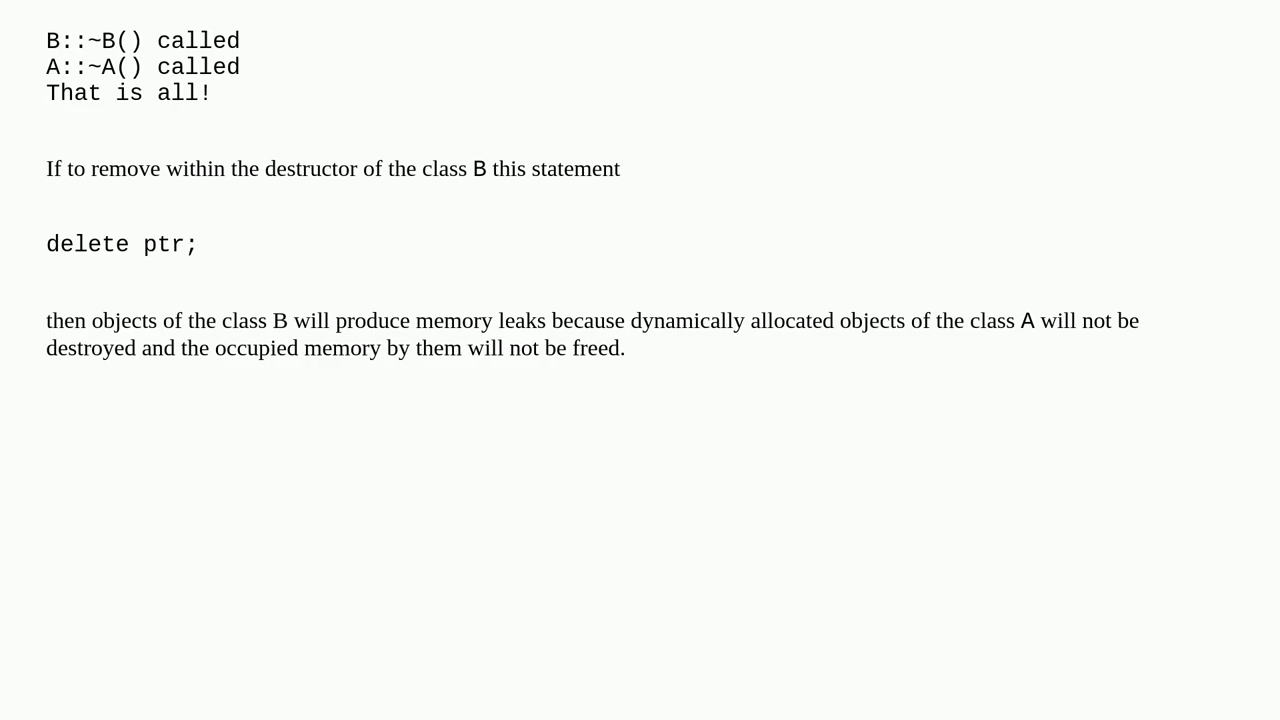 B::~B() called
A::~A() called
That is all!
If to remove within the destructor of the class B this statement
delete ptr;
then objects of the class B will produce memory leaks because dynamically allocated objects of the class A will not be
destroyed and the occupied memory by them will not be freed.